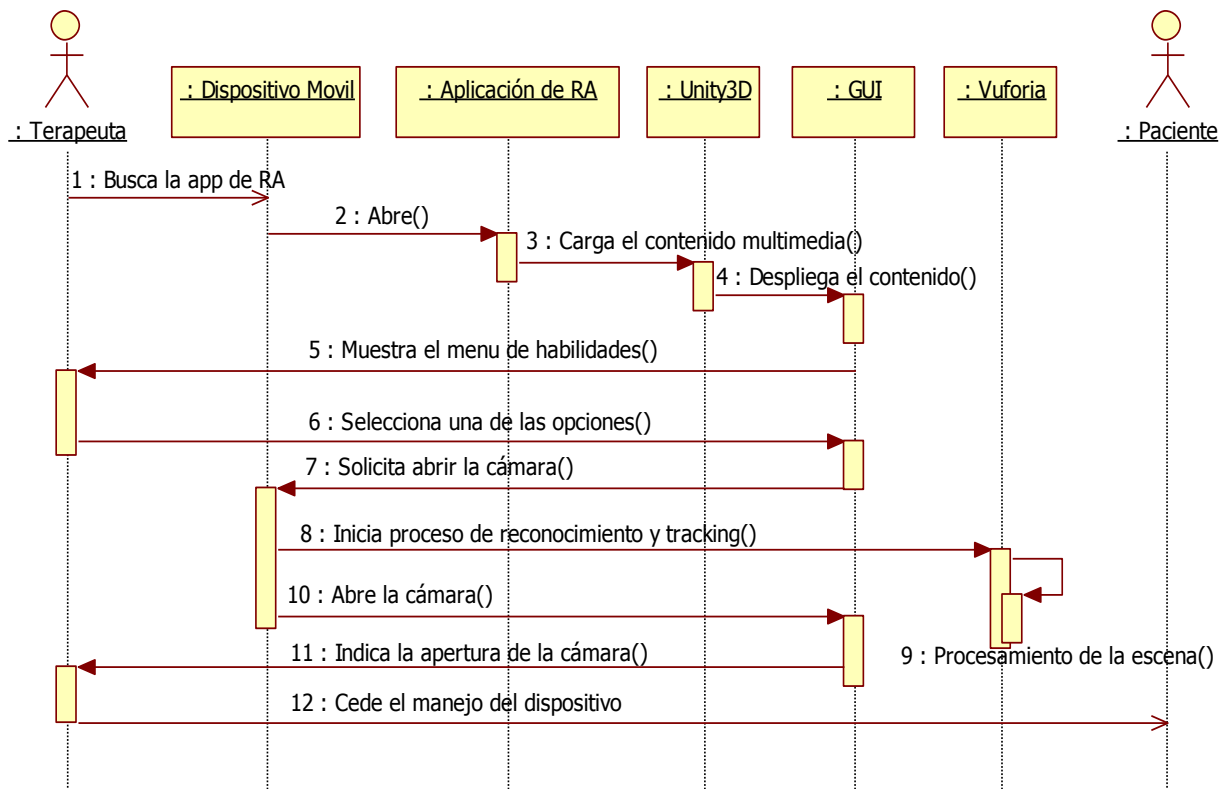 : Dispositivo Movil
: Aplicación de RA
: Unity3D
: GUI
: Vuforia
: Terapeuta
: Paciente
1 : Busca la app de RA
2 : Abre()
3 : Carga el contenido multimedia()
4 : Despliega el contenido()
5 : Muestra el menu de habilidades()
6 : Selecciona una de las opciones()
7 : Solicita abrir la cámara()
8 : Inicia proceso de reconocimiento y tracking()
10 : Abre la cámara()
11 : Indica la apertura de la cámara()
9 : Procesamiento de la escena()
12 : Cede el manejo del dispositivo